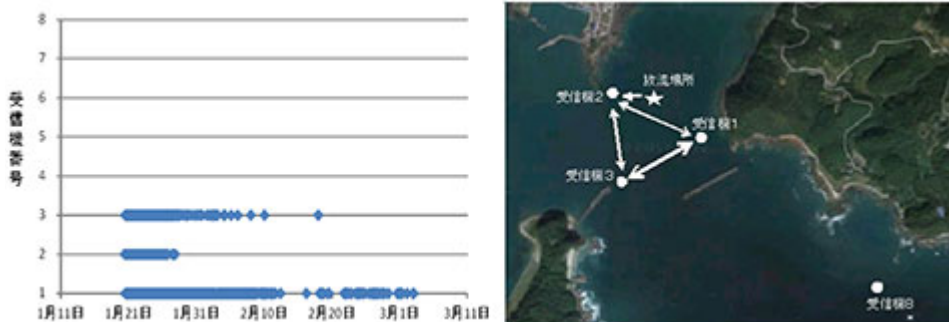 8
7
6
5
4
3
2
1
受信機番号
1月11日 1月21日 1月31日 2月10日 2月20日 3月1日 3月11日
放流場所
受信機2
受信機1
受信機3
受信機8